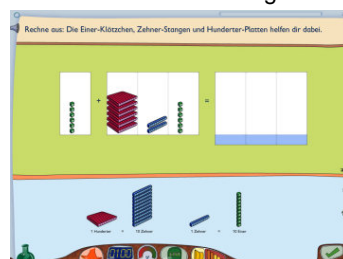 Rechne aus: Die Einer-Klötzchen, Zehner-Stangen und Hunderter-Platten helfen dir dabei.
+ =
1 Hunderter = 10 Zehner 1 Zehner = 10 Einer